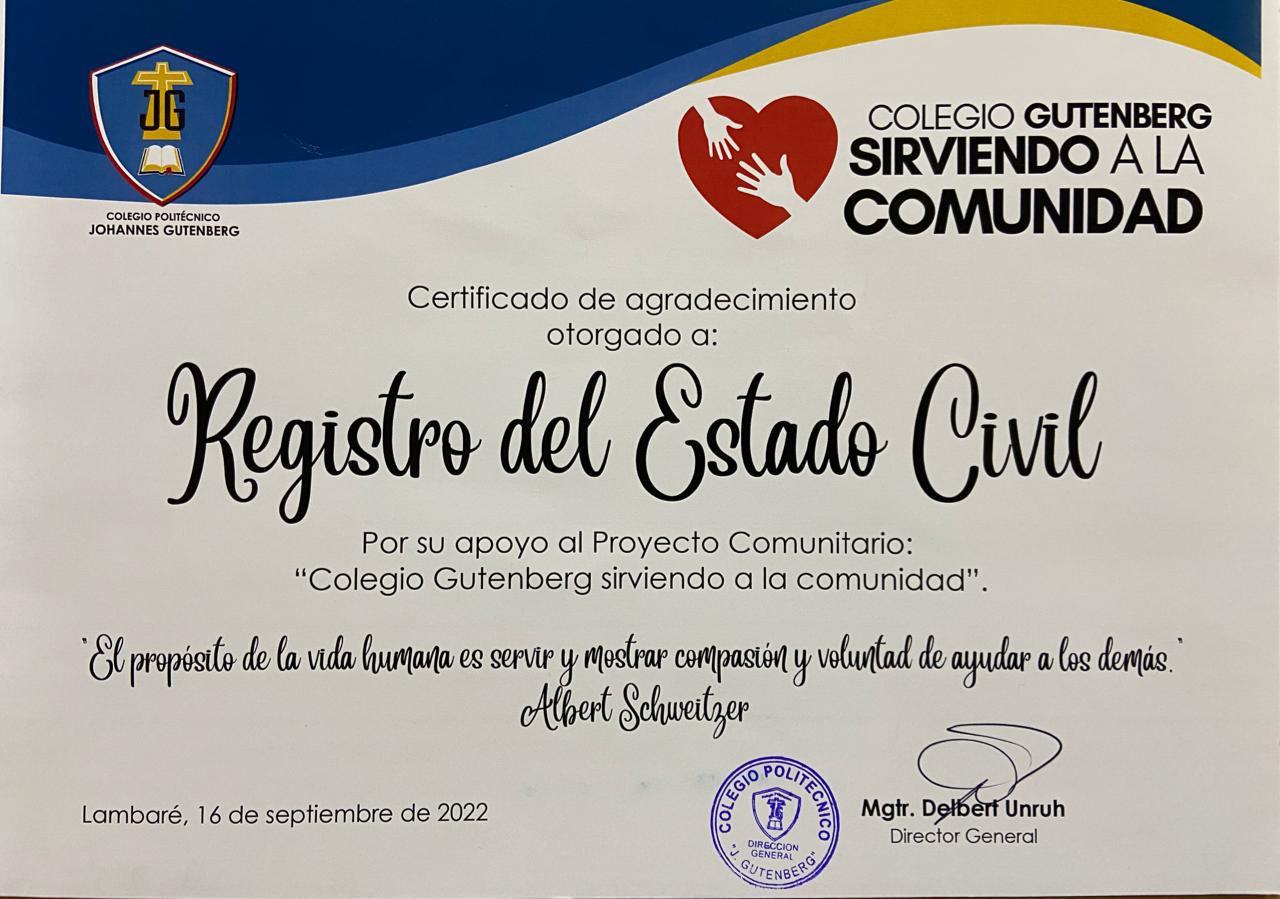 JG
COLEGIO POLITÉCNICO
JOHANNES GUTENBERG
COLEGIO GUTENBERG
SIRVIENDO A LA
COMUNIDAD
Certificado de agradecimiento
otorgado a:
Registro del Estado Civil
Por su apoyo al Proyecto Comunitario:
“Colegio Gutenberg sirviendo a la comunidad”.
"El propósito de la vida humana es servir y mostrar compasión y voluntad de ayudar a los demás."
Albert Schweitzer
Lambaré, 16 de septiembre de 2022
COLEGIO POLITECNICO
JG
DIRECCION
GENERAL
"J. GUTENBERG"
Mgtr. Delbert Unruh
Director General